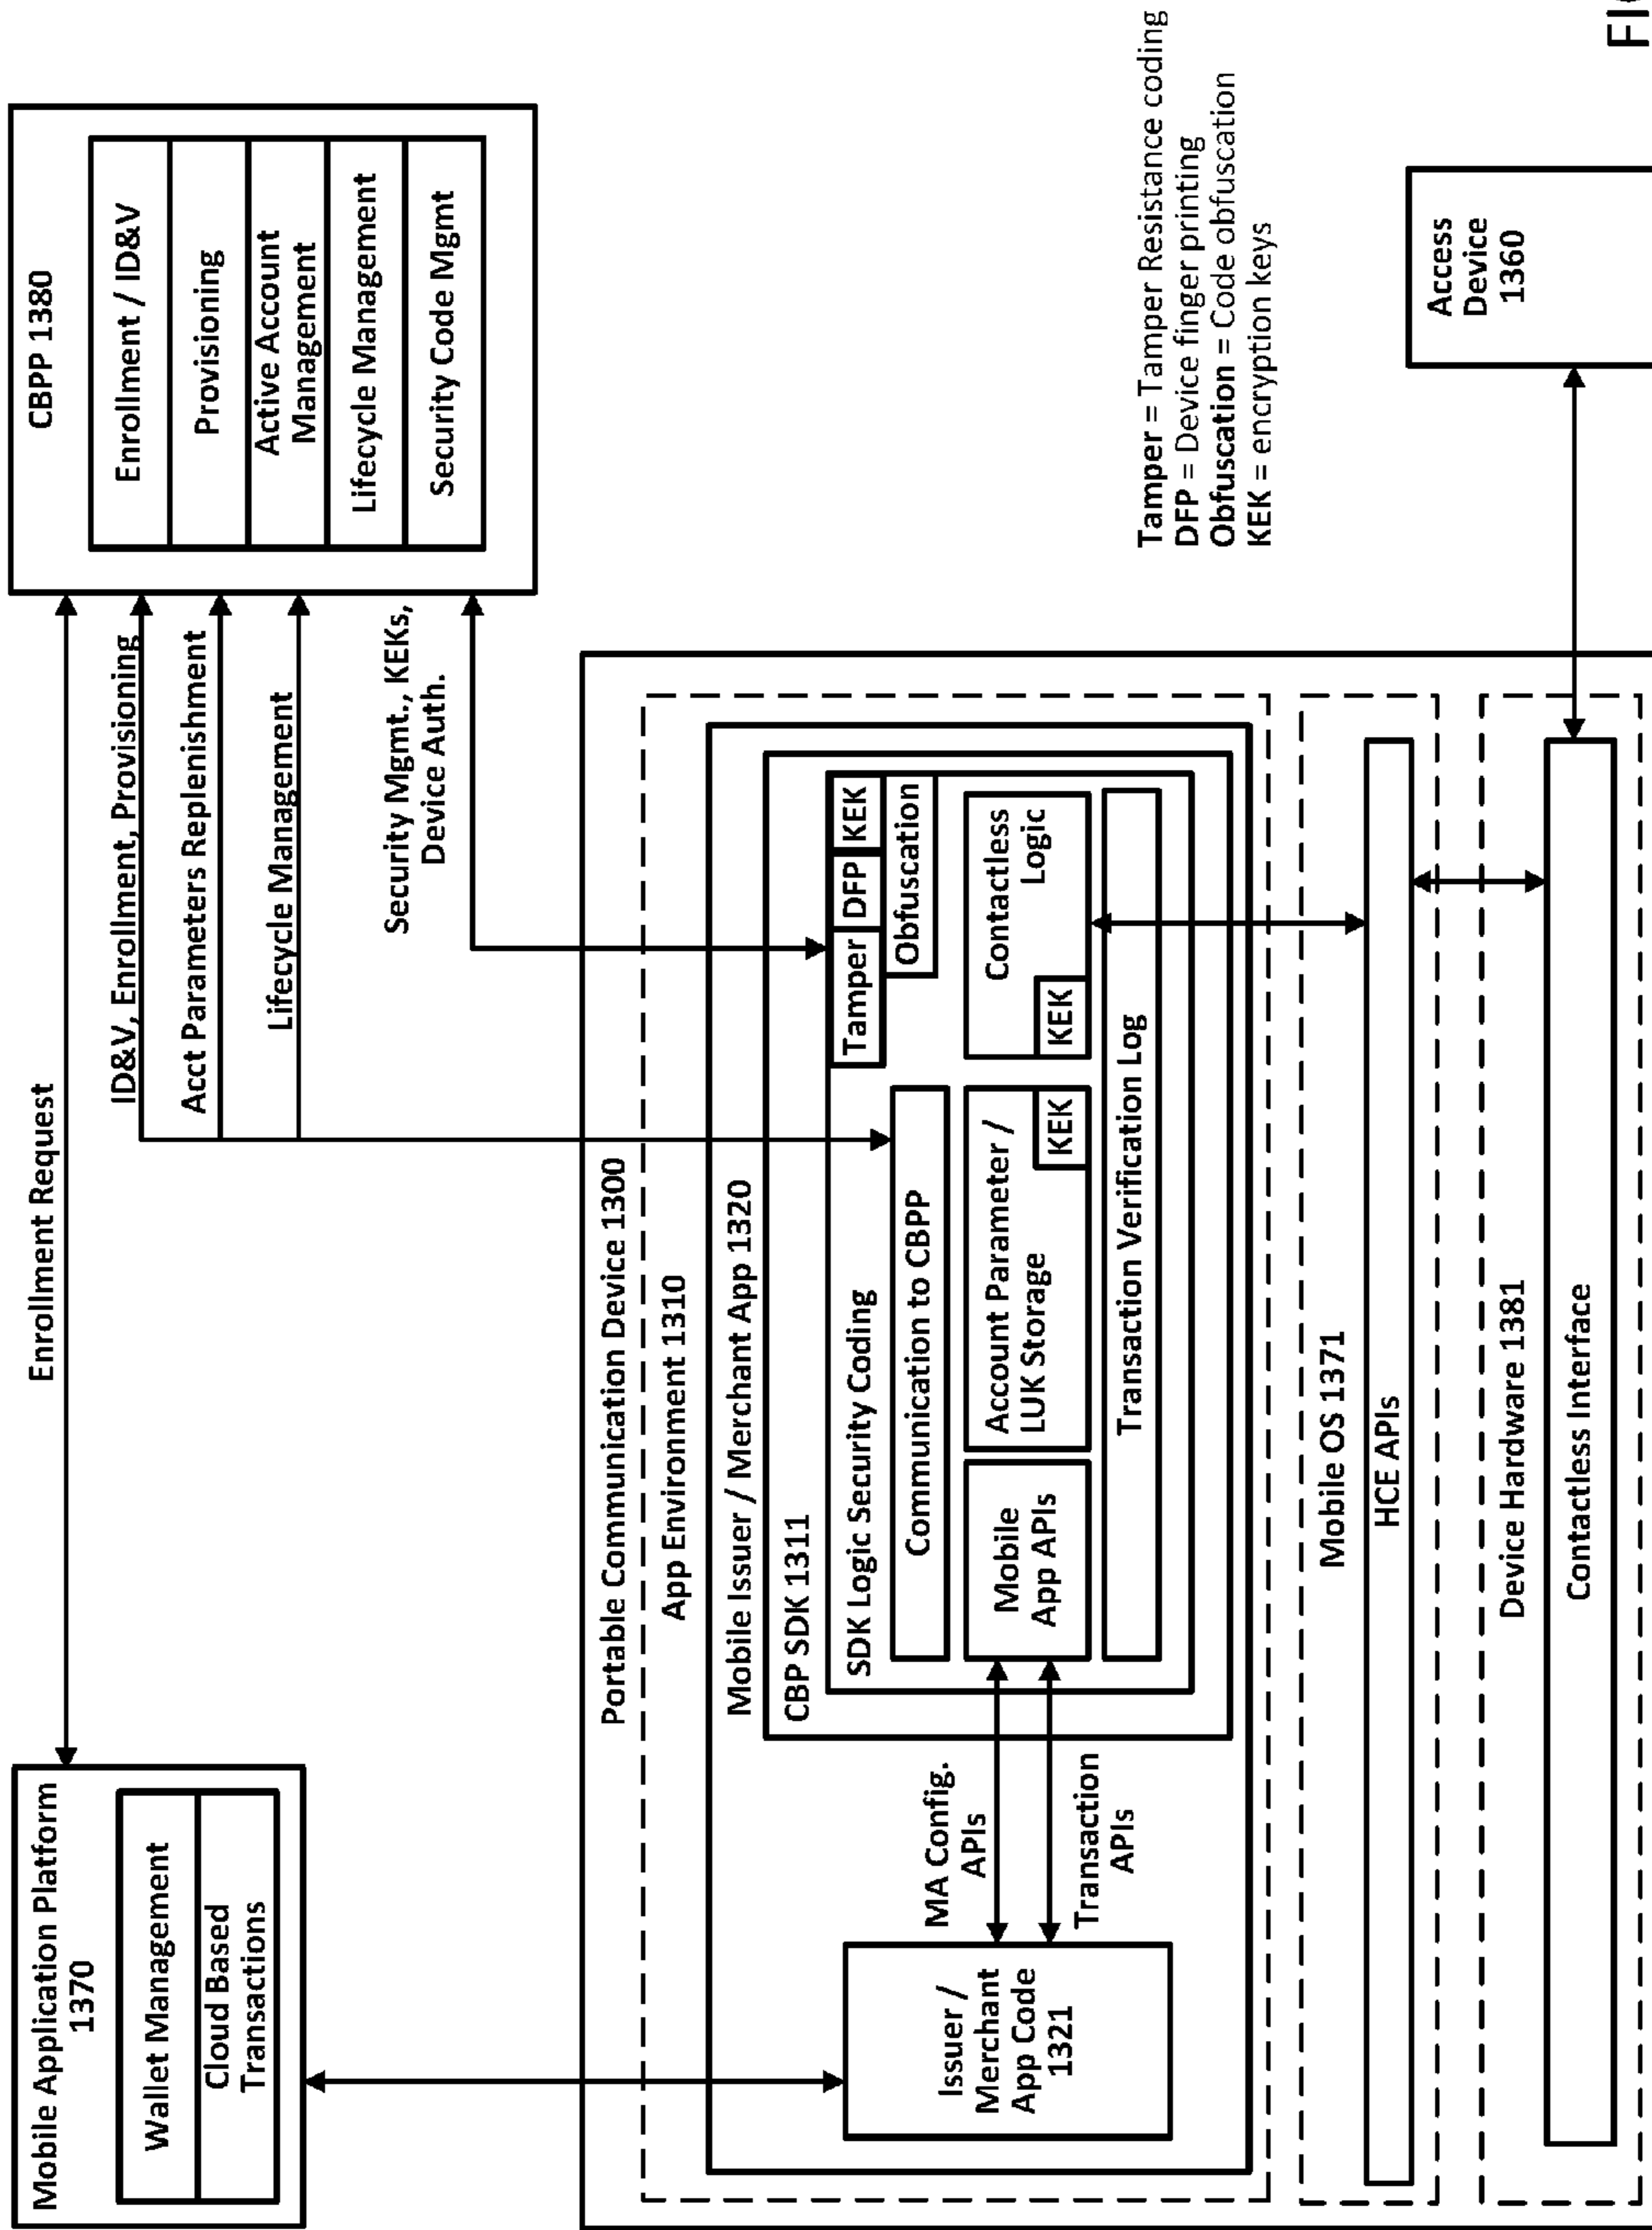 Mobile Application Platform
1370
Wallet Management
Cloud Based
Transactions
Enrollment Request
CBPP 1380
Enrollment / ID&V
Provisioning
Active Account
Management
Lifecycle Management
Security Code Mgmt
ID&V, Enrollment, Provisioning
Acct Parameters Replenishment
Lifecycle Management
Security Mgmt., KEKs,
Device Auth.
Portable Communication Device 1300
App Environment 1310
Mobile Issuer / Merchant App 1320
CBP SDK 1311
SDK Logic Security Coding
Tamper
DFP
KEK
Obfuscation
Communication to CBPP
Issuer /
Merchant
App Code
1321
MA Config.
APIs
Transaction
APIs
Mobile
App APIs
Account Parameter /
LUK Storage
KEK
Contactless
Logic
KEK
Transaction Verification Log
Mobile OS 1371
HCE APIs
Device Hardware 1381
Contactless Interface
Tamper = Tamper Resistance coding
DFP = Device finger printing
Obfuscation = Code obfuscation
KEK = encryption keys
Access
Device
1360